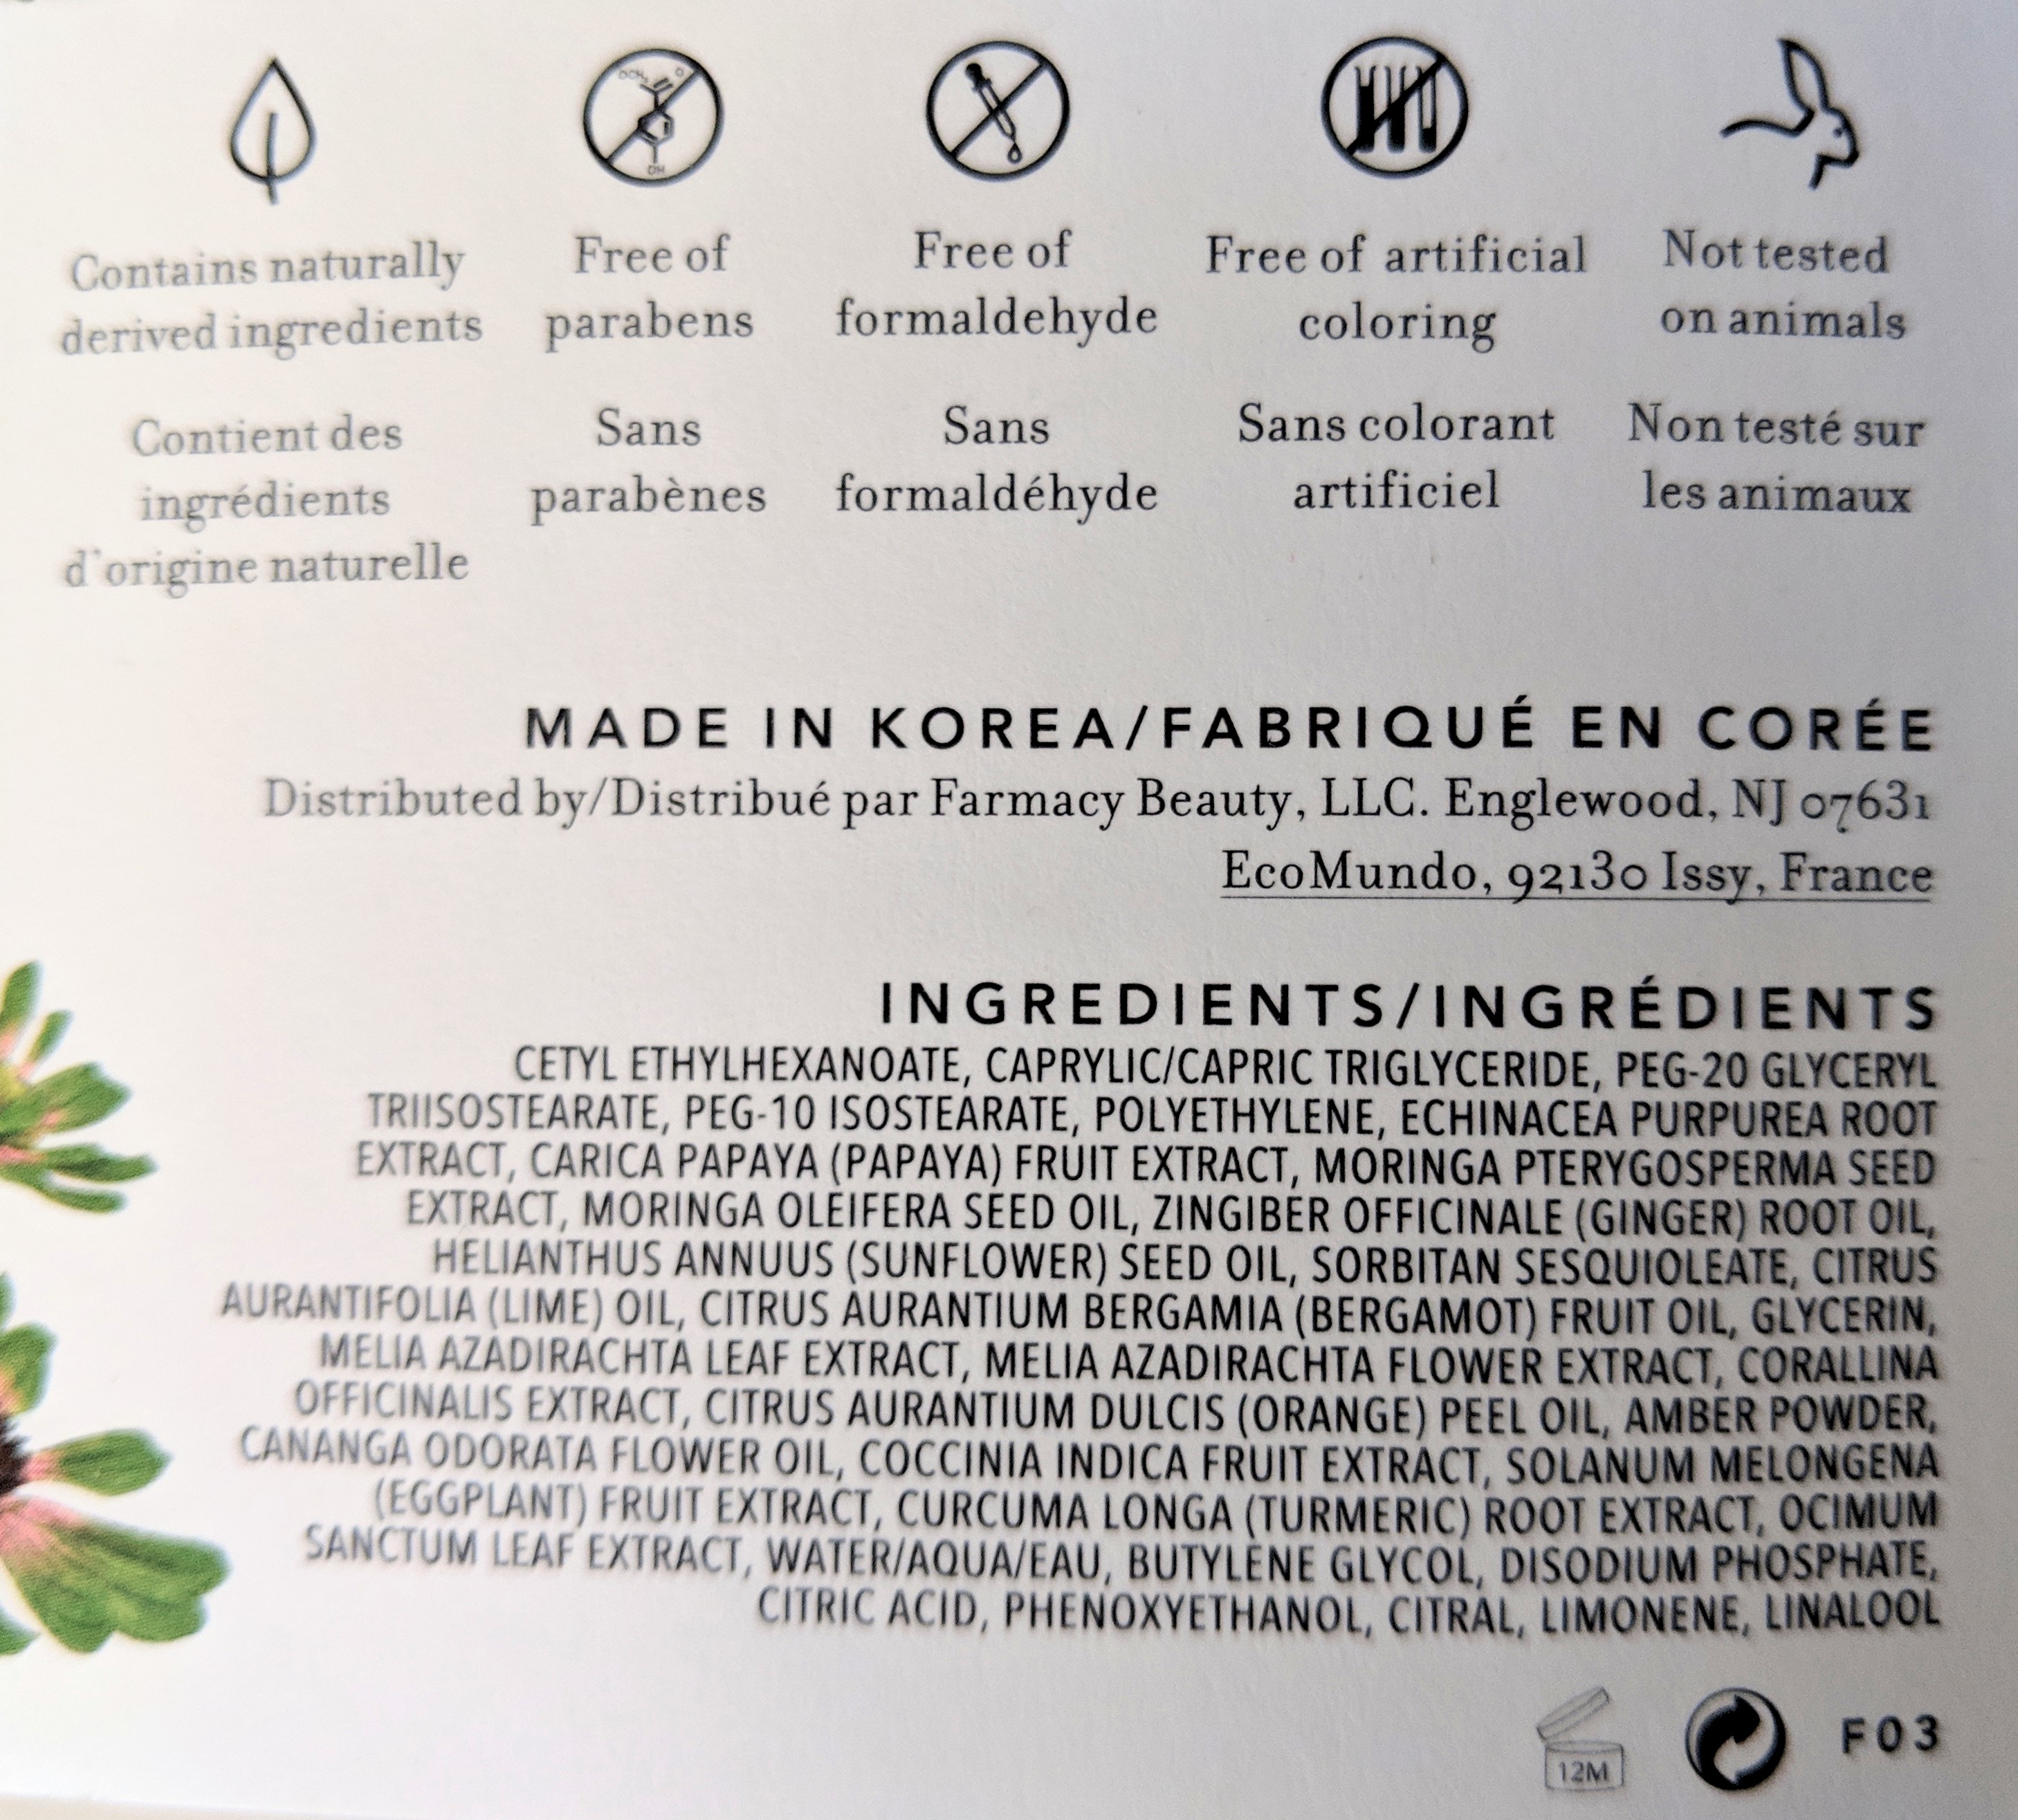 Contains naturally
derived ingredients
Contient des
ingrédients
d'origine naturelle
Free of
parabens
Sans
parabènes
Free of
formaldehyde
Sans
formaldéhyde
Free of artificial
coloring
Sans colorant
artificiel
Not tested
on animals
Non testé sur
les animaux
MADE IN KOREA/FABRIQUÉ EN CORÉE
Distributed by/Distribué par Farmacy Beauty, LLC. Englewood, NJ 07631
EcoMundo, 92130 Issy, France
INGREDIENTS/INGRÉDIENTS
CETYL ETHYLHEXANOATE, CAPRYLIC/CAPRIC TRIGLYCERIDE, PEG-20 GLYCERYL
TRIISOSTEARATE, PEG-10 ISOSTEARATE, POLYETHYLENE, ECHINACEA PURPUREA ROOT
EXTRACT, CARICA PAPAYA (PAPAYA) FRUIT EXTRACT, MORINGA PTERYGOSPERMA SEED
EXTRACT, MORINGA OLEIFERA SEED OIL, ZINGIBER OFFICINALE (GINGER) ROOT OIL,
HELIANTHUS ANNUUS (SUNFLOWER) SEED OIL, SORBITAN SESQUIOLEATE, CITRUS
AURANTIFOLIA (LIME) OIL, CITRUS AURANTIUM BERGAMIA (BERGAMOT) FRUIT OIL, GLYCERIN,
MELIA AZADIRACHTA LEAF EXTRACT, MELIA AZADIRACHTA FLOWER EXTRACT, CORALLINA
OFFICINALIS EXTRACT, CITRUS AURANTIUM DULCIS (ORANGE) PEEL OIL, AMBER POWDER,
CANANGA ODORATA FLOWER OIL, COCCINIA INDICA FRUIT EXTRACT, SOLANUM MELONGENA
(EGGPLANT) FRUIT EXTRACT, CURCUMA LONGA (TURMERIC) ROOT EXTRACT, OCIMUM
SANCTUM LEAF EXTRACT, WATER/AQUA/EAU, BUTYLENE GLYCOL, DISODIUM PHOSPHATE,
CITRIC ACID, PHENOXYETHANOL, CITRAL, LIMONENE, LINALOOL
12M
F03